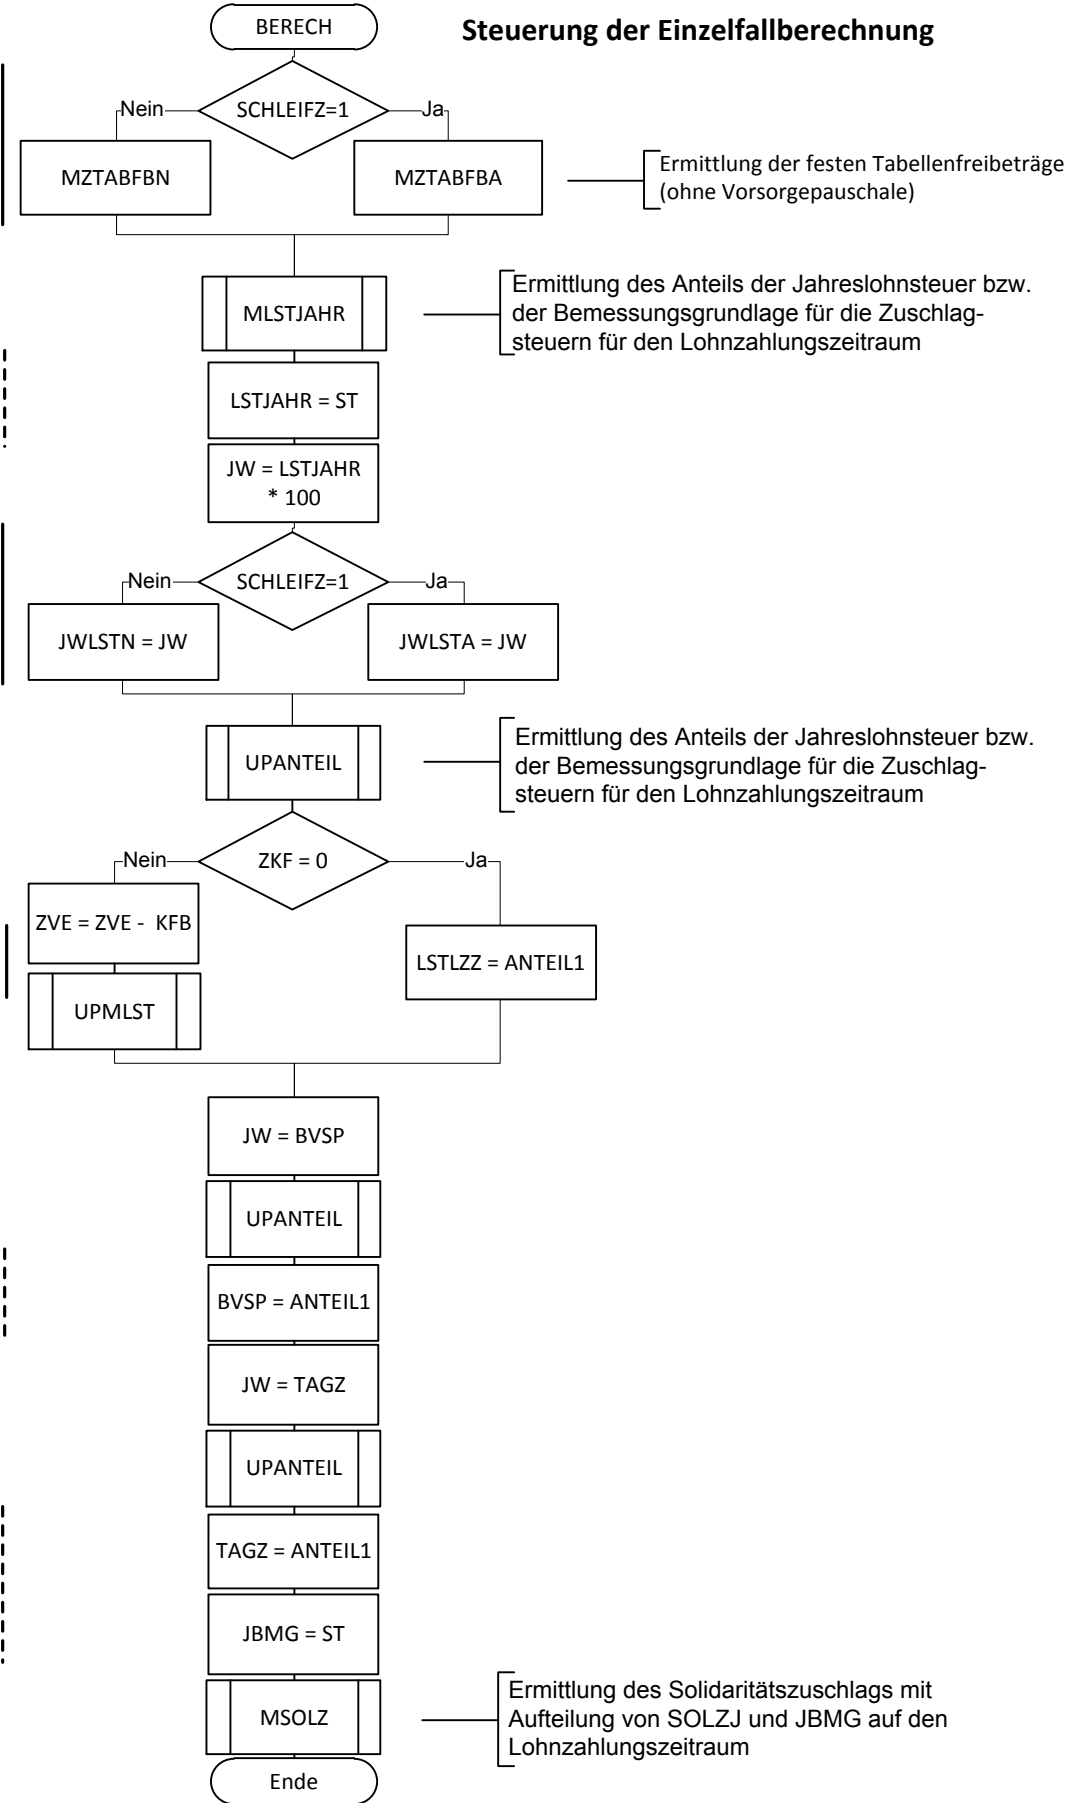 BERECH
Steuerung der Einzelfallberechnung
SCHLEIFZ=1
Nein
Ja
MZTABFBN
MZTABFBA
Ermittlung der festen Tabellenfreibeträge
(ohne Vorsorgepauschale)
MLSTJAHR
Ermittlung des Anteils der Jahreslohnsteuer bzw.
der Bemessungsgrundlage für die Zuschlag-
steuern für den Lohnzahlungszeitraum
LSTJAHR = ST
JW = LSTJAHR
* 100
SCHLEIFZ=1
Nein
Ja
JWLSTN = JW
JWLSTA = JW
UPANTEIL
Ermittlung des Anteils der Jahreslohnsteuer bzw.
der Bemessungsgrundlage für die Zuschlag-
steuern für den Lohnzahlungszeitraum
ZKF = 0
Nein
Ja
ZVE = ZVE - KFB
LSTLZZ = ANTEIL1
UPMLST
JW = BVSP
UPANTEIL
BVSP = ANTEIL1
JW = TAGZ
UPANTEIL
TAGZ = ANTEIL1
JBMG = ST
MSOLZ
Ermittlung des Solidaritätszuschlags mit
Aufteilung von SOLZJ und JBMG auf den
Lohnzahlungszeitraum
Ende